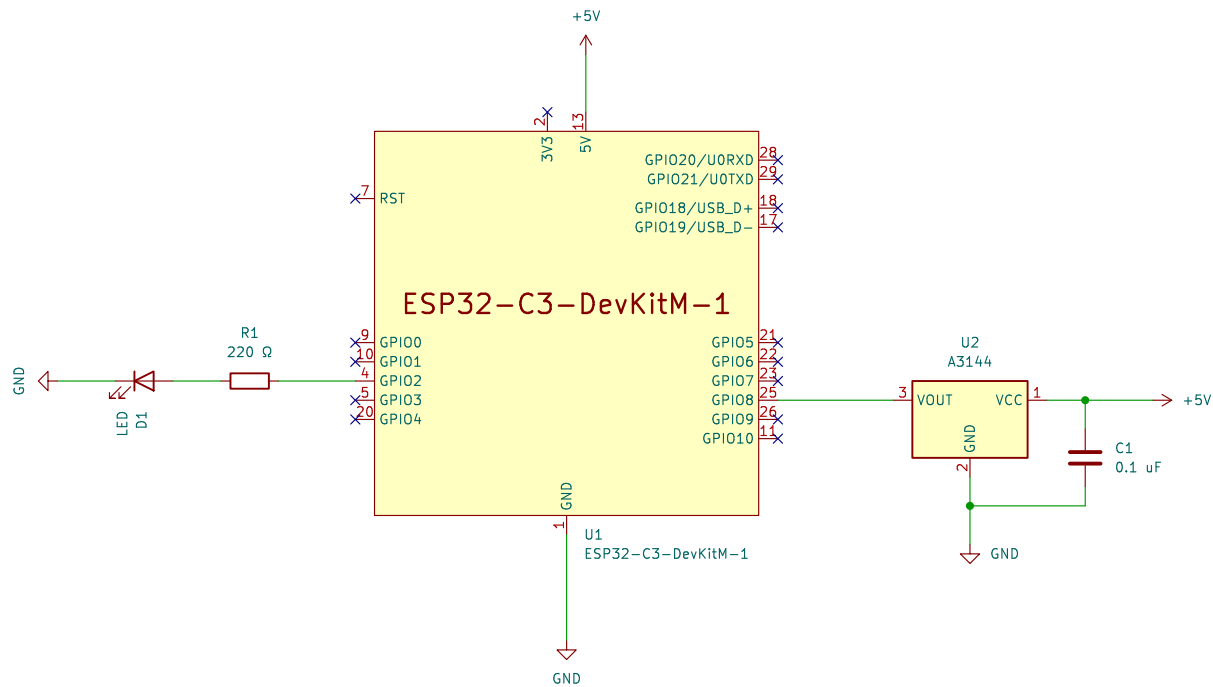 +5V
2
13
3V3
5V
GPIO20/U0RXD 28
GPIO21/U0TXD 29
7 RST
GPIO18/USB_D+ 18
GPIO19/USB_D- 17
ESP32-C3-DevKitM-1
R1
220 Ω
9 GPIO0
10 GPIO1
4 GPIO2
5 GPIO3
20 GPIO4
GPIO5 21
GPIO6 22
GPIO7 23
GPIO8 25
GPIO9 26
GPIO10 11
GND
LED
D1
U2
A3144
3 VOUT
VCC 1
GND
2
+5V
C1
0.1 uF
GND
GND
1
U1
ESP32-C3-DevKitM-1
GND